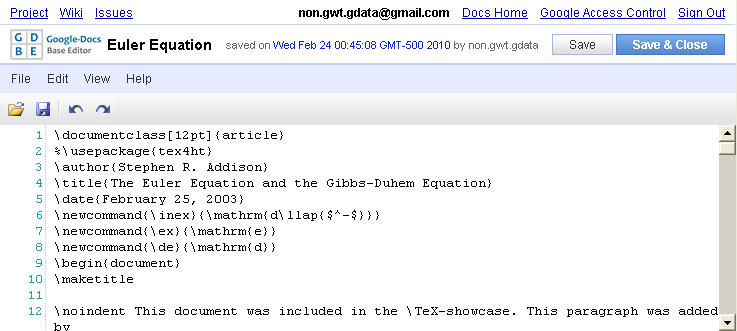 Project Wiki Issues non.gwt.gdata@gmail.com Docs Home Google Access Control Sign Out
GD BE Google-Docs Base Editor Euler Equation saved on Wed Feb 24 00:45:08 GMT-500 2010 by non.gwt.gdata Save Save & Close
File Edit View Help
1 \documentclass[12pt]{article}
2 %\usepackage{tex4ht}
3 \author{Stephen R. Addison}
4 \title{The Euler Equation and the Gibbs-Duhem Equation}
5 \date{February 25, 2003}
6 \newcommand{\inex}{\mathrm{d\llap{$^-$}}}
7 \newcommand{\ex}{\mathrm{e}}
8 \newcommand{\de}{\mathrm{d}}
9 \begin{document}
10 \maketitle
11
12 \noindent This document was included in the \TeX-showcase. This paragraph was added
by